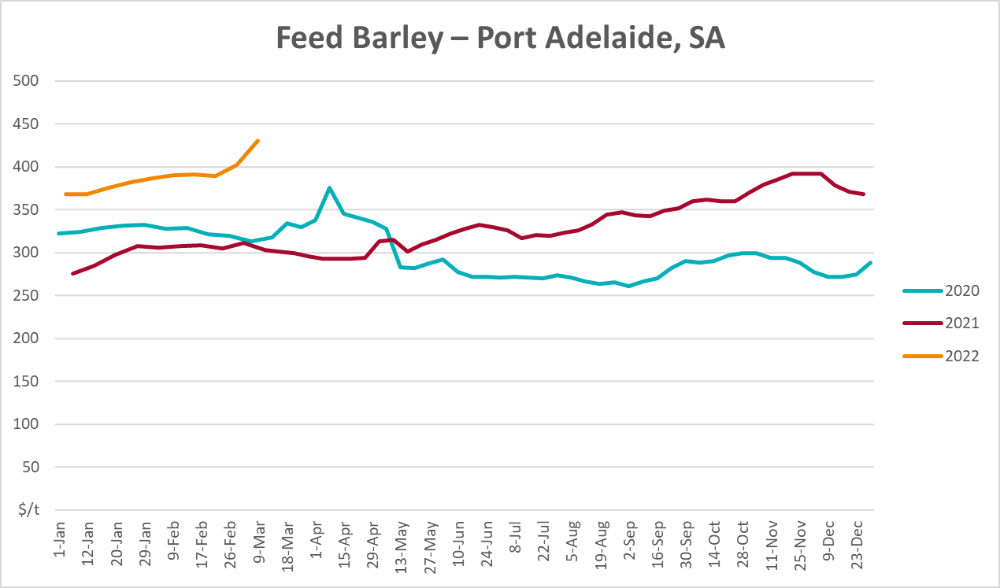 Feed Barley – Port Adelaide, SA
500
450
400
350
300
250
200
150
100
50
$/t
1-Jan
12-Jan
20-Jan
29-Jan
9-Feb
17-Feb
26-Feb
9-Mar
18-Mar
1-Apr
15-Apr
29-Apr
13-May
27-May
10-Jun
24-Jun
8-Jul
22-Jul
5-Aug
19-Aug
2-Sep
16-Sep
30-Sep
14-Oct
28-Oct
11-Nov
25-Nov
9-Dec
23-Dec
2020
2021
2022